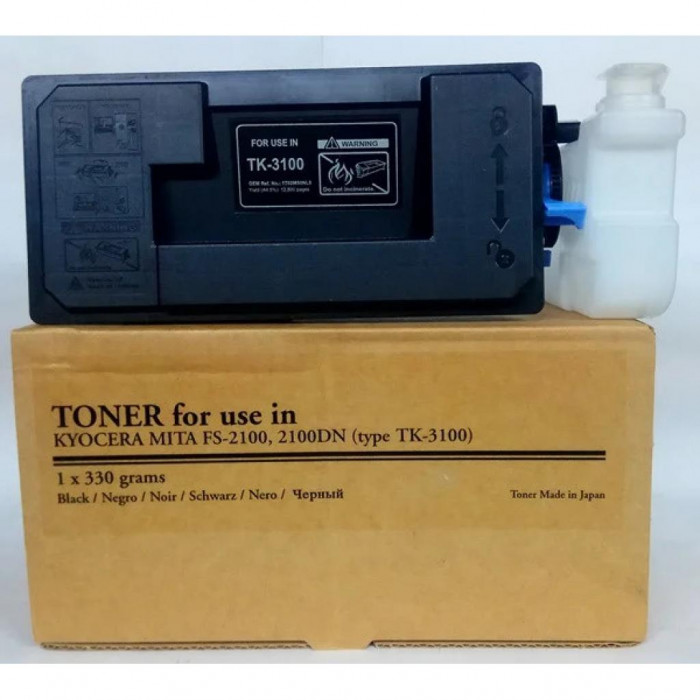 FOR USE IN
TK-3100
WARNING
Do not incinerate
TONER for use in
KYOCERA MITA FS-2100, 2100DN (type TK-3100)
1 x 330 grams
Black / Negro / Noir / Schwarz / Nero / Черный
Toner Made in Japan